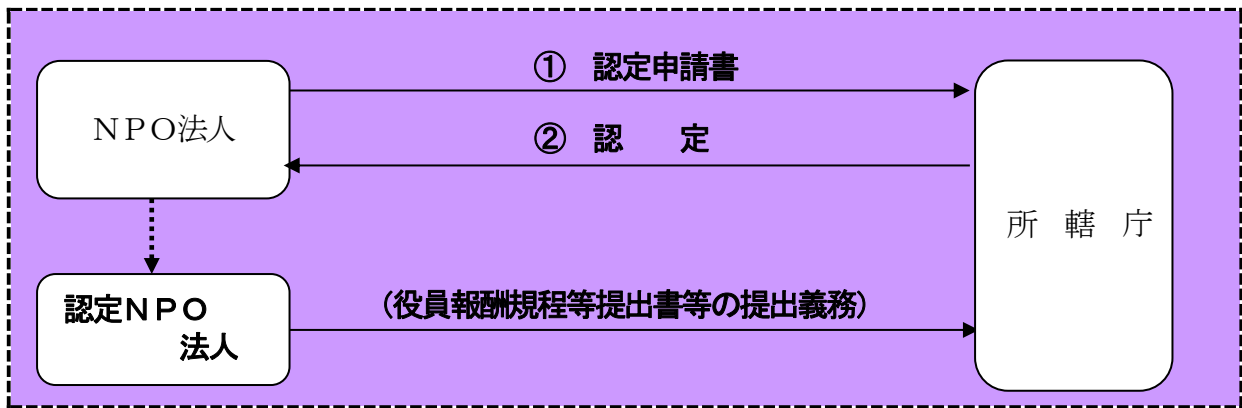 ① 認定申請書
ＮＰＯ法人
② 認　　定
所　轄　庁
認定ＮＰＯ
法人
（役員報酬規程等提出書等の提出義務）